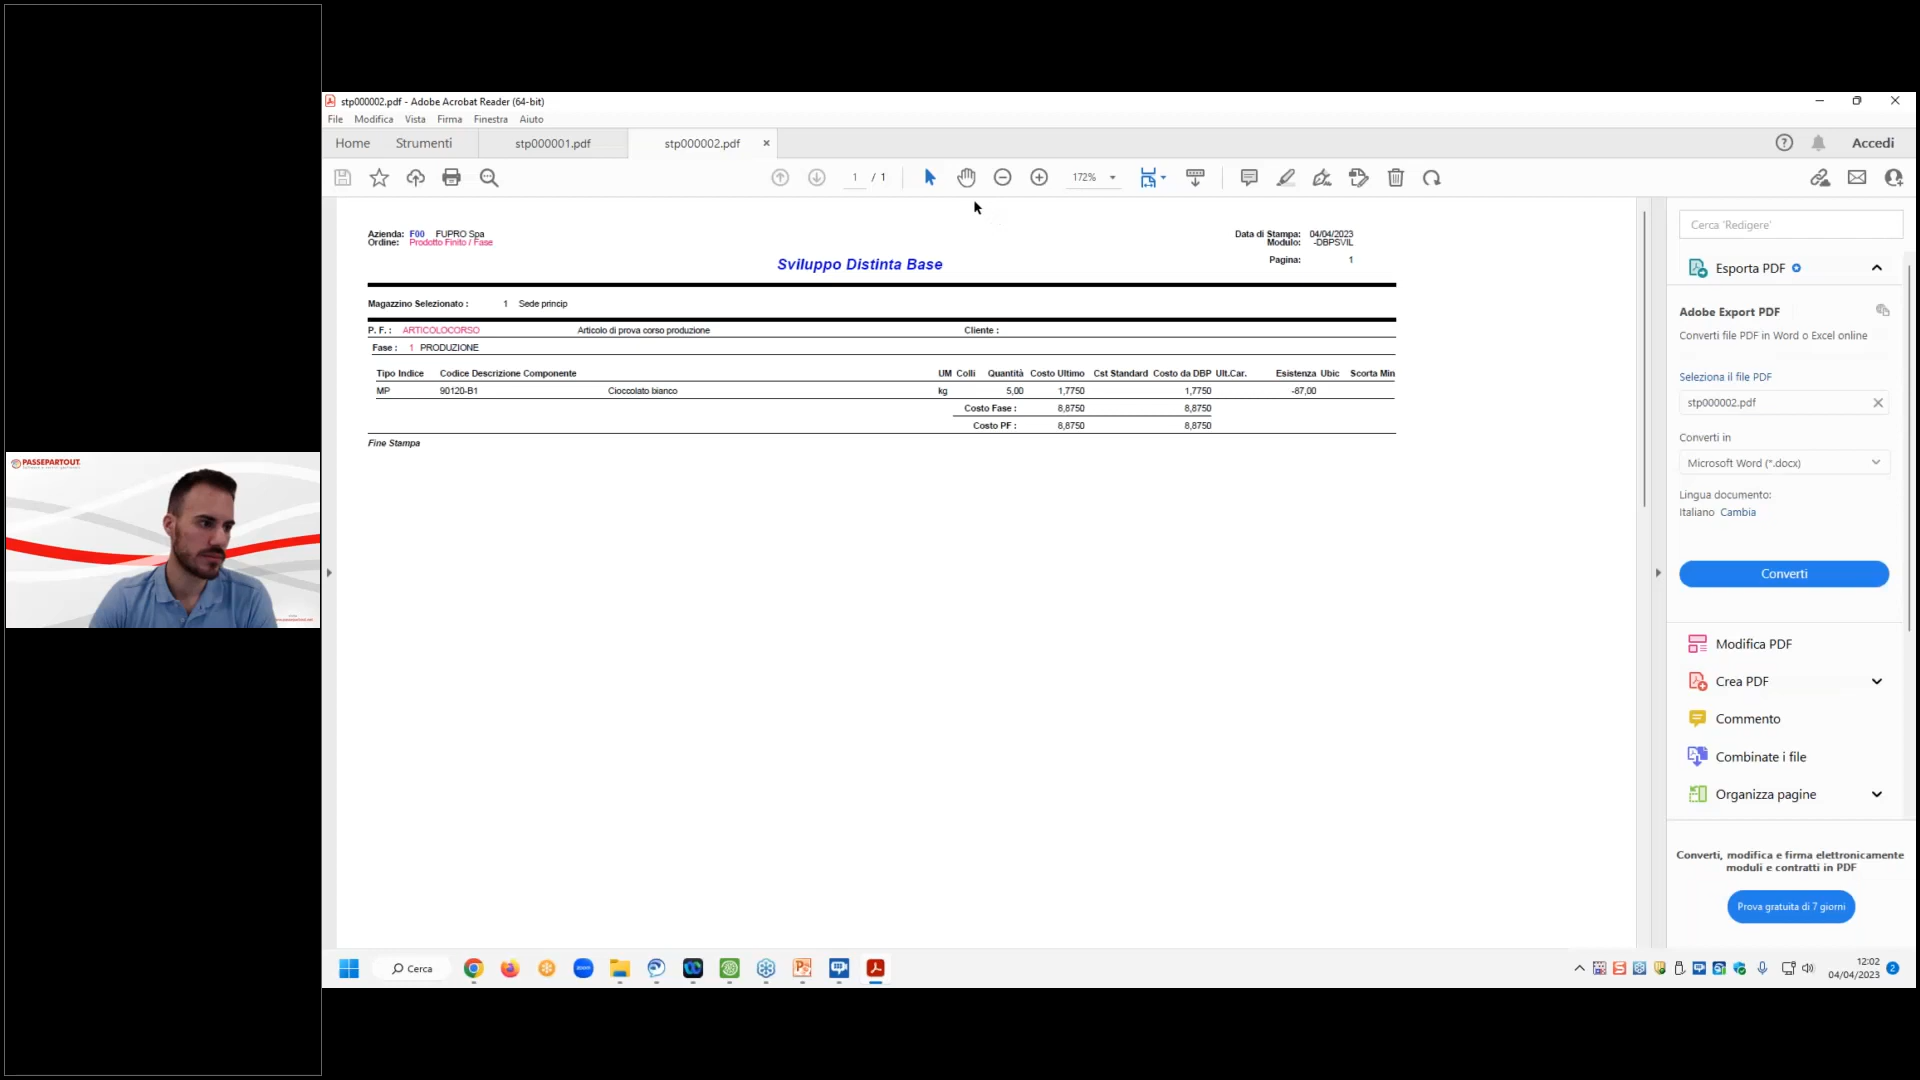 stp000002.pdf - Adobe Acrobat Reader (64-bit)
File Modifica Vista Firma Finestra Aiuto
Home Strumenti stp000001.pdf stp000002.pdf Accedi
1 / 1 172%
Azienda: F00 FUPRO Spa Data di Stampa: 04/04/2023
Ordine: Prodotto Finito / Fase Modulo: -DBPSVIL
Pagina: 1
Sviluppo Distinta Base
Magazzino Selezionato : 1 Sede princip
P. F. : ARTICOLOCORSO Articolo di prova corso produzione Cliente :
Fase : 1 PRODUZIONE
Tipo Indice Codice Descrizione Componente UM Colli Quantità Costo Ultimo Cst Standard Costo da DBP Ult.Car. Esistenza Ubic Scorta Min
MP 90120-B1 Cioccolato bianco kg 5,00 1,7750 1,7750 -87,00
Costo Fase : 8,8750 8,8750
Costo PF : 8,8750 8,8750
Fine Stampa
Cerca 'Redigere'
Esporta PDF
Adobe Export PDF
Converti file PDF in Word o Excel online
Seleziona il file PDF
stp000002.pdf
Converti in
Microsoft Word (*.docx)
Lingua documento:
Italiano Cambia
Converti
Modifica PDF
Crea PDF
Commento
Combinate i file
Organizza pagine
Converti, modifica e firma elettronicamente
moduli e contratti in PDF
Prova gratuita di 7 giorni
PASSEPARTOUT
Cerca
12:02
04/04/2023
2